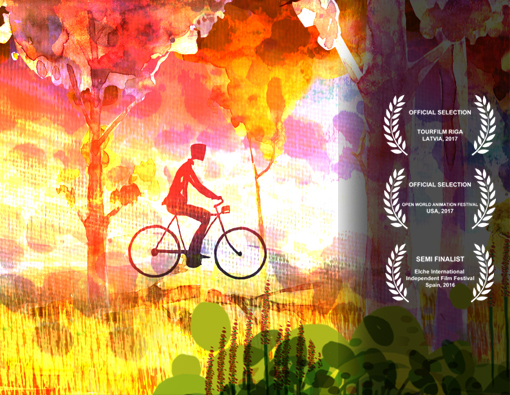 OFFICIAL SELECTION
TOURFILM RIGA
LATVIA, 2017
OFFICIAL SELECTION
OPEN WORLD ANIMATION FESTIVAL
USA, 2017
SEMI FINALIST
Elche International
Independent Film Festival
Spain, 2016